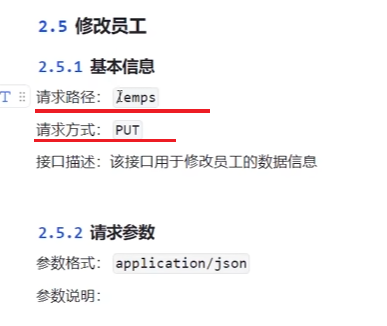 2.5 修改员工
2.5.1 基本信息
请求路径： /emps
请求方式： PUT
接口描述：该接口用于修改员工的数据信息
2.5.2 请求参数
参数格式： application/json
参数说明：